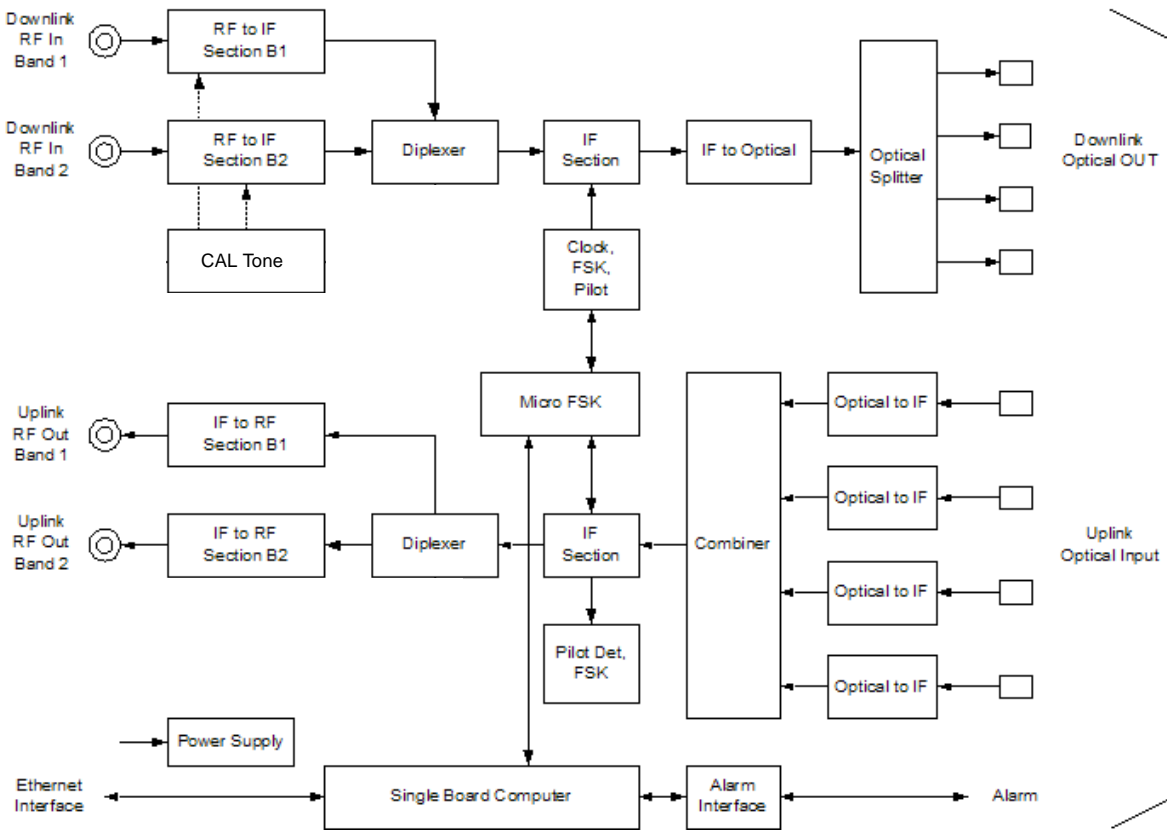 Downlink
RF In
Band 1
RF to IF
Section B1
Downlink
RF In
Band 2
RF to IF
Section B2
Diplexer
IF
Section
IF to Optical
Optical
Splitter
Downlink
Optical OUT
CAL Tone
Clock,
FSK,
Pilot
Micro FSK
Uplink
RF Out
Band 1
IF to RF
Section B1
Optical to IF
Optical to IF
Uplink
RF Out
Band 2
IF to RF
Section B2
Diplexer
IF
Section
Combiner
Uplink
Optical Input
Optical to IF
Pilot Det,
FSK
Optical to IF
Power Supply
Ethernet
Interface
Single Board Computer
Alarm
Interface
Alarm